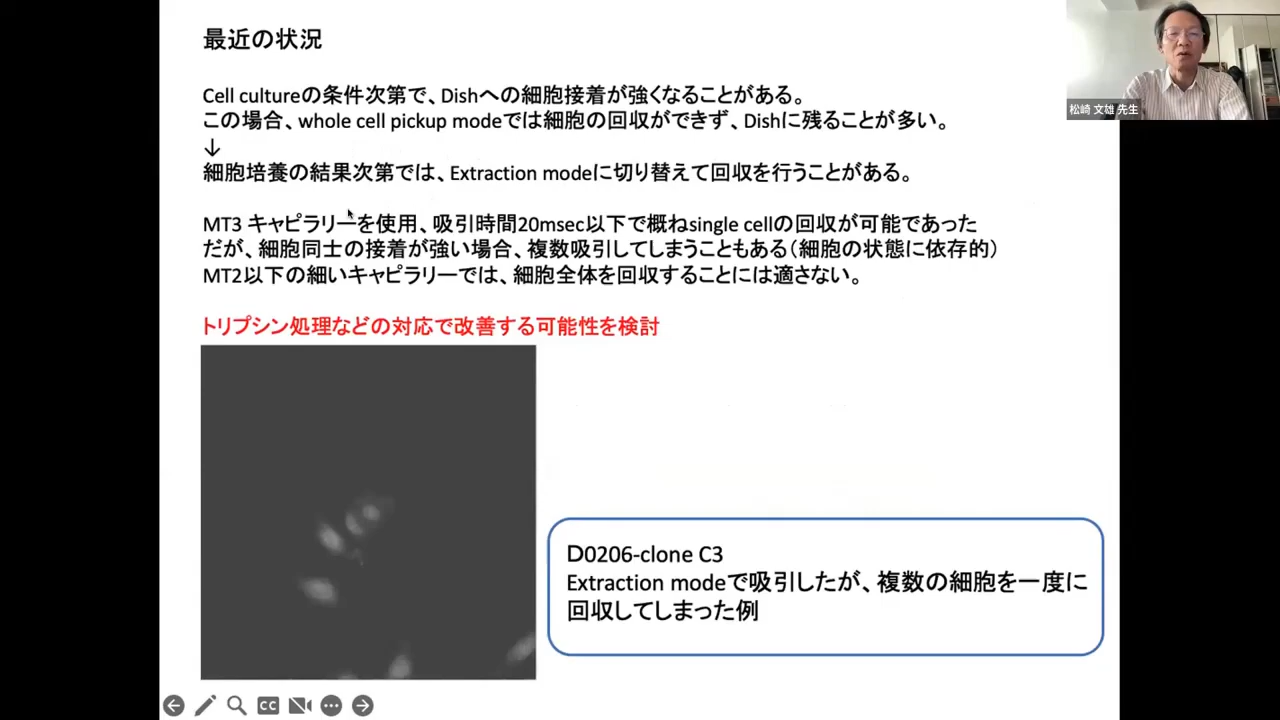 最近の状況
松崎 文雄 先生
Cell cultureの条件次第で、Dishへの細胞接着が強くなることがある。
この場合、whole cell pickup modeでは細胞の回収ができず、Dishに残ることが多い。
↓
細胞培養の結果次第では、Extraction modeに切り替えて回収を行うことがある。
MT3 キャピラリーを使用、吸引時間20msec以下で概ねsingle cellの回収が可能であった
だが、細胞同士の接着が強い場合、複数吸引してしまうこともある（細胞の状態に依存的）
MT2以下の細いキャピラリーでは、細胞全体を回収することには適さない。
トリプシン処理などの対応で改善する可能性を検討
D0206-clone C3
Extraction modeで吸引したが、複数の細胞を一度に
回収してしまった例
CC